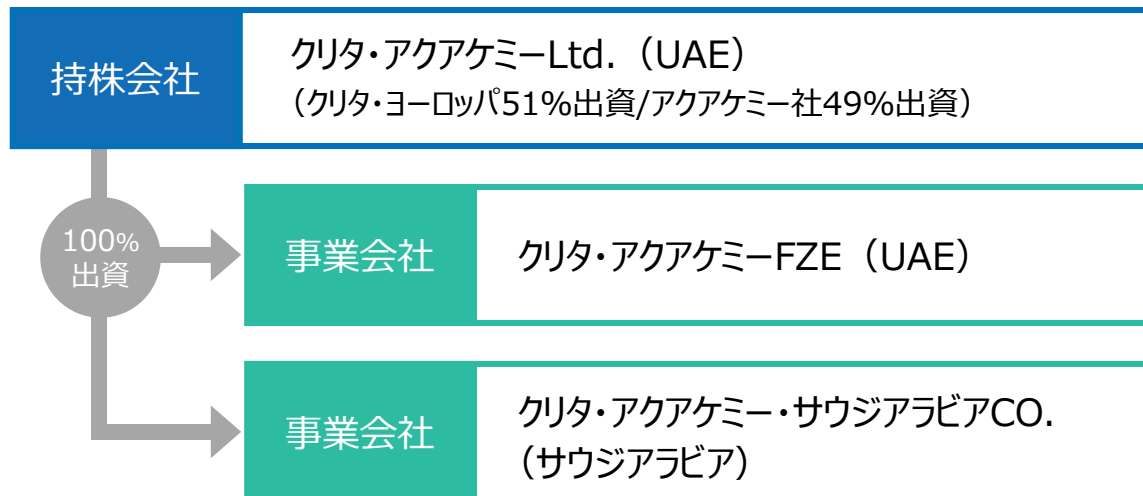 持株会社
クリタ・アクアケミーLtd.（UAE）
（クリタ・ヨーロッパ51%出資/アクアケミー社49%出資）
100%
出資
事業会社
クリタ・アクアケミーFZE（UAE）
事業会社
クリタ・アクアケミー・サウジアラビアCO.
（サウジアラビア）